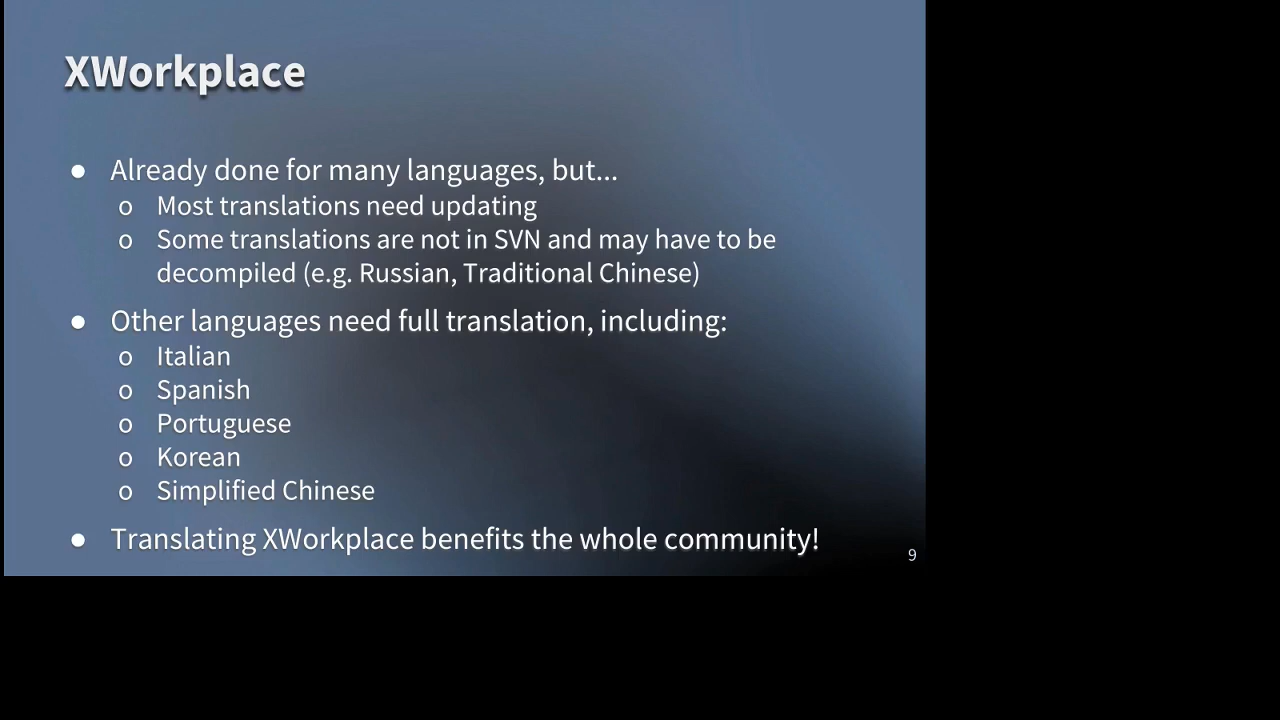 XWorkplace
● Already done for many languages, but...
o Most translations need updating
o Some translations are not in SVN and may have to be
decompiled (e.g. Russian, Traditional Chinese)
● Other languages need full translation, including:
o Italian
o Spanish
o Portuguese
o Korean
o Simplified Chinese
● Translating XWorkplace benefits the whole community!
9